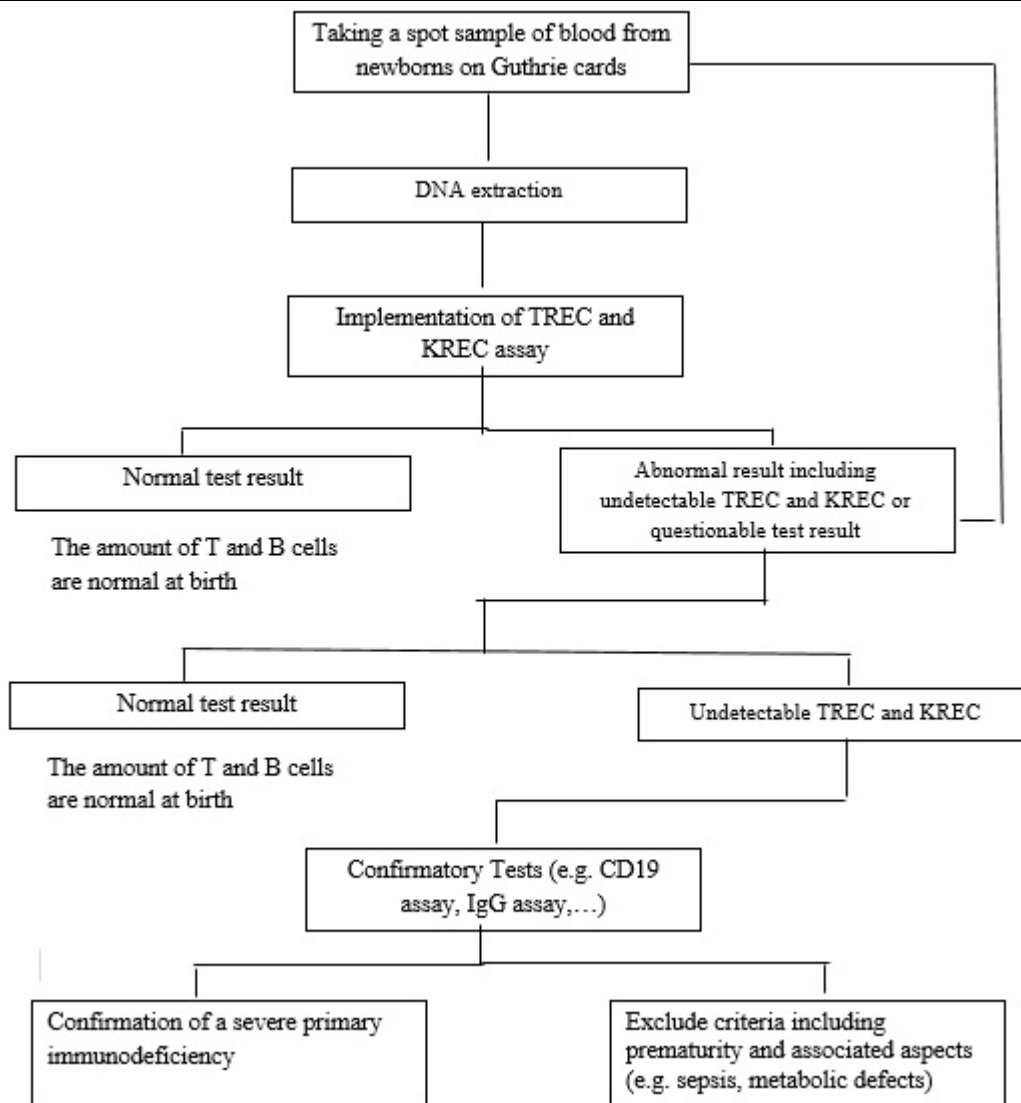 Taking a spot sample of blood from
newborns on Guthrie cards
DNA extraction
Implementation of TREC and
KREC assay
Normal test result
The amount of T and B cells
are normal at birth
Abnormal result including
undetectable TREC and KREC or
questionable test result
Normal test result
The amount of T and B cells
are normal at birth
Undetectable TREC and KREC
Confirmatory Tests (e.g. CD19
assay, IgG assay,…)
Confirmation of a severe primary
immunodeficiency
Exclude criteria including
prematurity and associated aspects
(e.g. sepsis, metabolic defects)